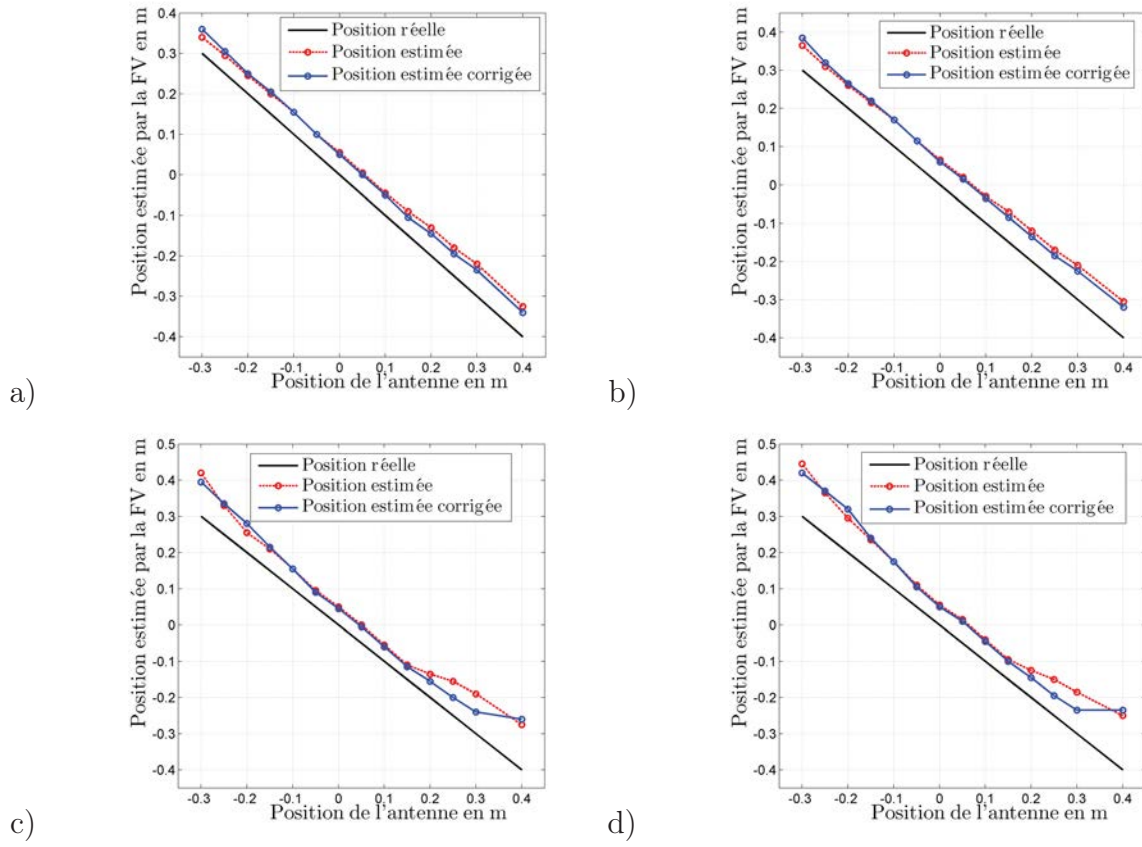 Position estimée par la FV en m
0.4
0.3
0.2
0.1
0
-0.1
-0.2
-0.3
-0.4
Position réelle
Position estimée
Position estimée corrigée
-0.3 -0.2 -0.1 0 0.1 0.2 0.3 0.4
Position de l'antenne en m
a)
Position estimée par la FV en m
0.4
0.3
0.2
0.1
0
-0.1
-0.2
-0.3
-0.4
Position réelle
Position estimée
Position estimée corrigée
-0.3 -0.2 -0.1 0 0.1 0.2 0.3 0.4
Position de l'antenne en m
b)
Position estimée par la FV en m
0.5
0.4
0.3
0.2
0.1
0
-0.1
-0.2
-0.3
-0.4
Position réelle
Position estimée
Position estimée corrigée
-0.3 -0.2 -0.1 0 0.1 0.2 0.3 0.4
Position de l'antenne en m
c)
Position estimée par la FV en m
0.5
0.4
0.3
0.2
0.1
0
-0.1
-0.2
-0.3
-0.4
Position réelle
Position estimée
Position estimée corrigée
-0.3 -0.2 -0.1 0 0.1 0.2 0.3 0.4
Position de l'antenne en m
d)